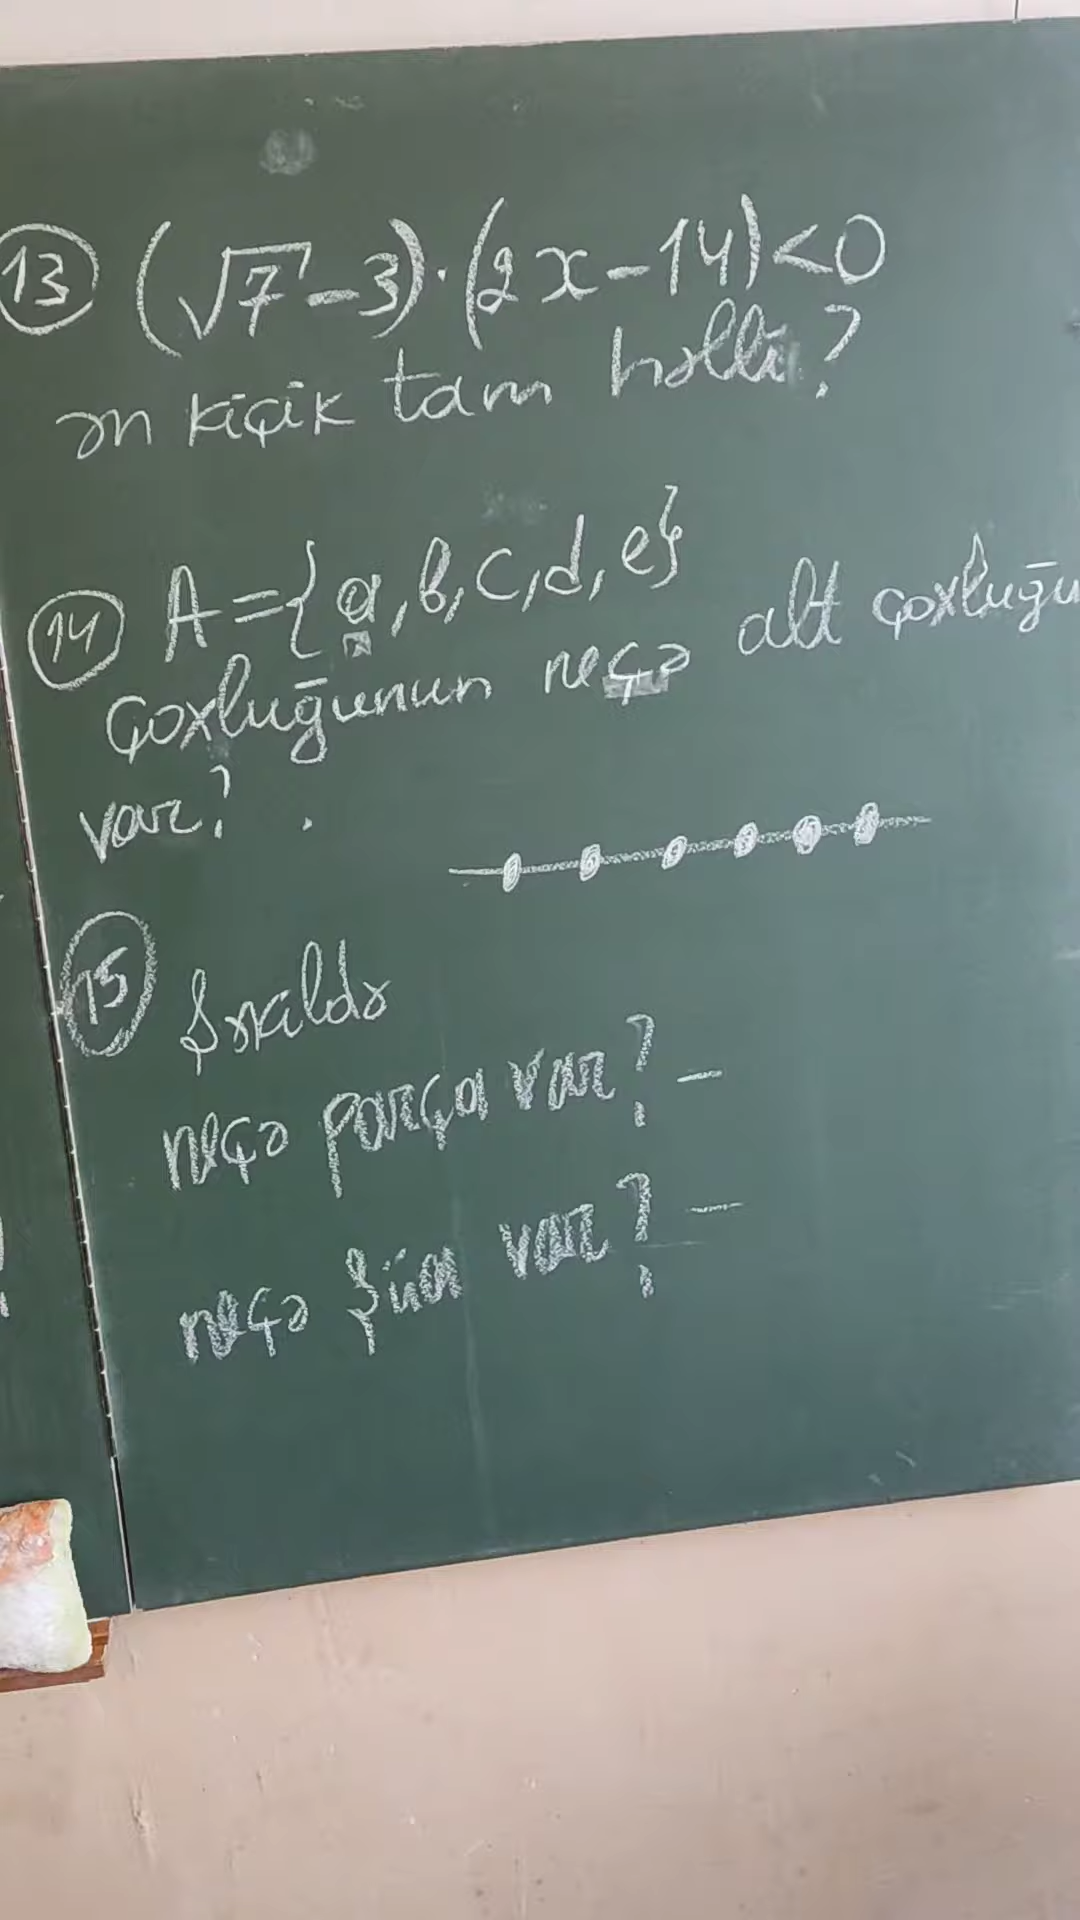 13 (√7-3)·(2x-14)<0
ən kiçik tam həlli?
14 A={a,b,c,d,e}
çoxluğunun neçə alt çoxluğu
var?
15 Şəkildə
neçə parça var? -
neçə şüa var? -